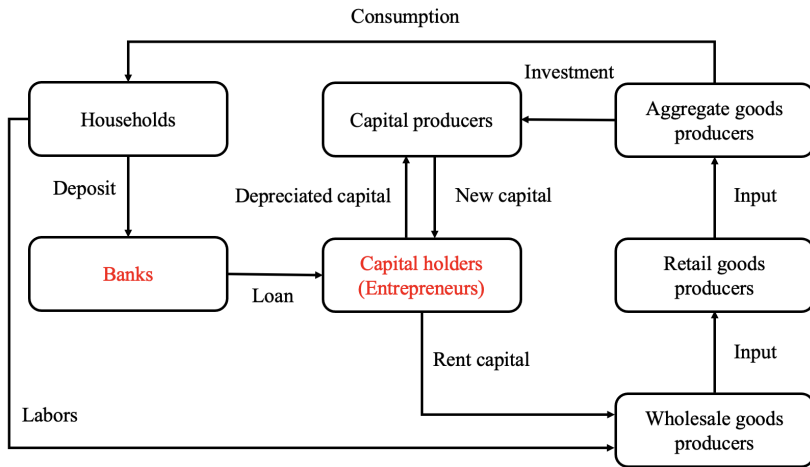 Consumption
Investment
Households
Capital producers
Aggregate goods
producers
Deposit
Depreciated capital
New capital
Input
Banks
Capital holders
(Entrepreneurs)
Retail goods
producers
Loan
Rent capital
Input
Labors
Wholesale goods
producers